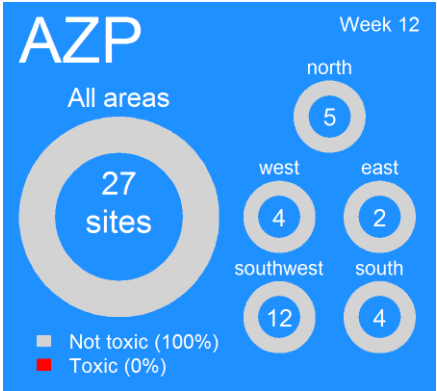 AZP
Week 12
All areas
27
sites
north
5
west
4
east
2
southwest
12
south
4
Not toxic (100%)
Toxic (0%)